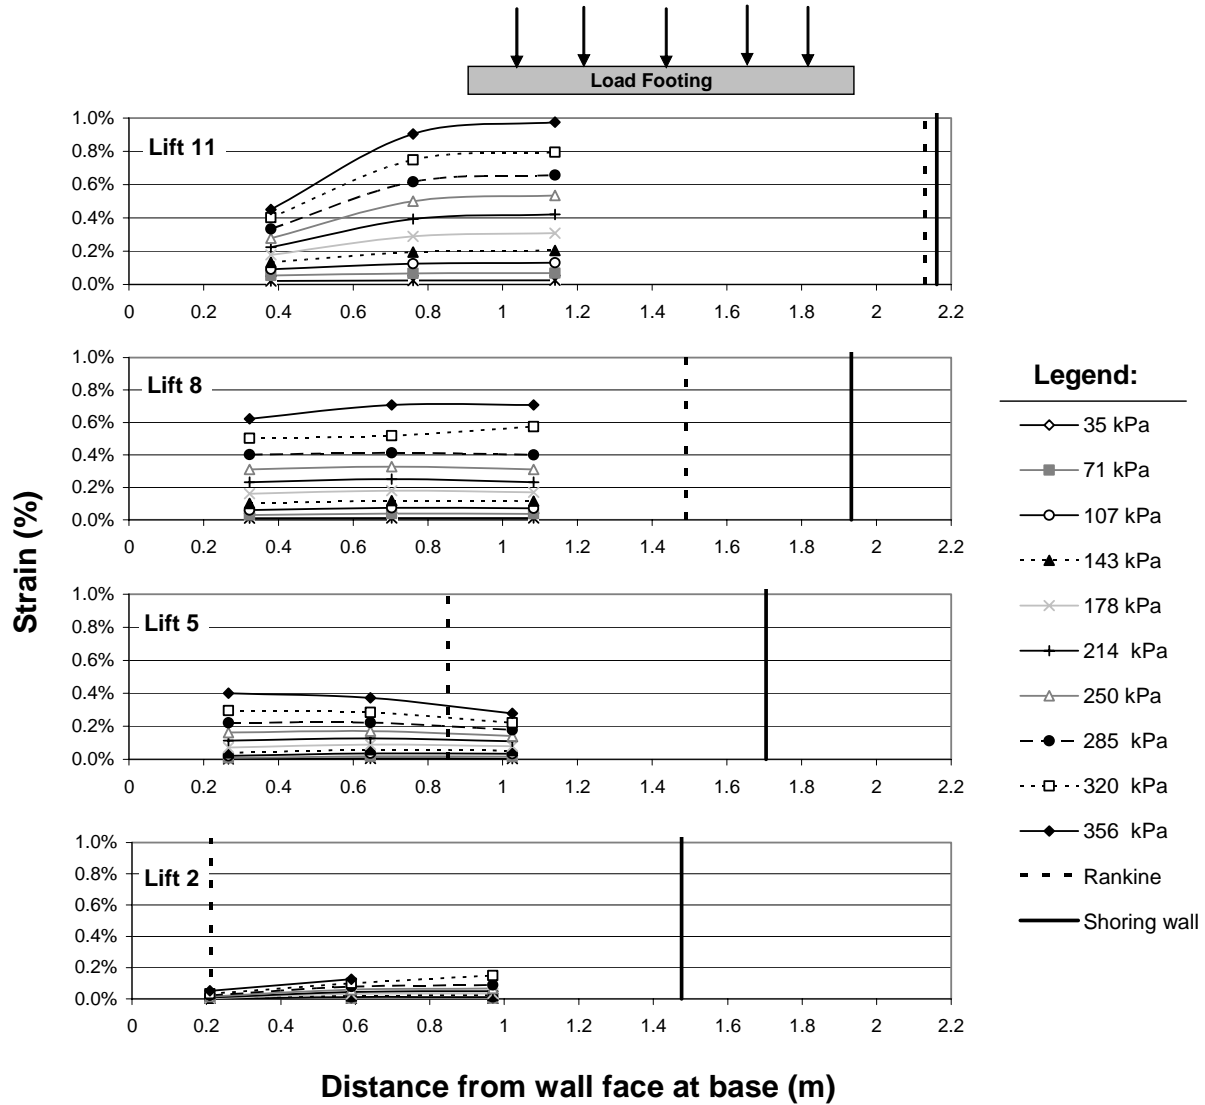 Load Footing
1.0%
0.8%
0.6%
0.4%
0.2%
0.0%
Lift 11
0 0.2 0.4 0.6 0.8 1 1.2 1.4 1.6 1.8 2 2.2
1.0%
0.8%
0.6%
0.4%
0.2%
0.0%
Lift 8
0 0.2 0.4 0.6 0.8 1 1.2 1.4 1.6 1.8 2 2.2
1.0%
0.8%
0.6%
0.4%
0.2%
0.0%
Lift 5
0 0.2 0.4 0.6 0.8 1 1.2 1.4 1.6 1.8 2 2.2
1.0%
0.8%
0.6%
0.4%
0.2%
0.0%
Lift 2
0 0.2 0.4 0.6 0.8 1 1.2 1.4 1.6 1.8 2 2.2
Strain (%)
Distance from wall face at base (m)
Legend:
35 kPa
71 kPa
107 kPa
143 kPa
178 kPa
214 kPa
250 kPa
285 kPa
320 kPa
356 kPa
Rankine
Shoring wall